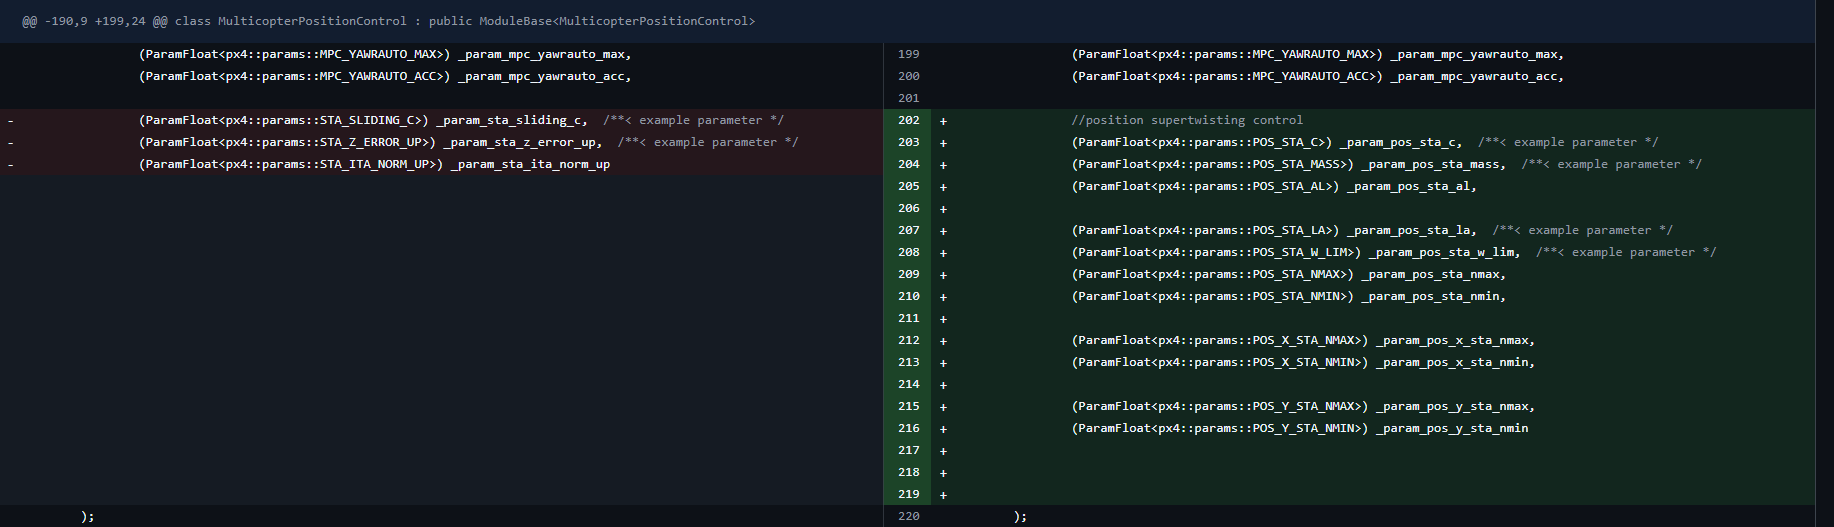 @@ -190,9 +199,24 @@ class MulticopterPositionControl : public ModuleBase<MulticopterPositionControl>
(ParamFloat<px4::params::MPC_YAWRAUTO_MAX>) _param_mpc_yawrauto_max,
(ParamFloat<px4::params::MPC_YAWRAUTO_ACC>) _param_mpc_yawrauto_acc,
- (ParamFloat<px4::params::STA_SLIDING_C>) _param_sta_sliding_c, /**< example parameter */
- (ParamFloat<px4::params::STA_Z_ERROR_UP>) _param_sta_z_error_up, /**< example parameter */
- (ParamFloat<px4::params::STA_ITA_NORM_UP>) _param_sta_ita_norm_up
);
199 (ParamFloat<px4::params::MPC_YAWRAUTO_MAX>) _param_mpc_yawrauto_max,
200 (ParamFloat<px4::params::MPC_YAWRAUTO_ACC>) _param_mpc_yawrauto_acc,
201
202 + //position supertwisting control
203 + (ParamFloat<px4::params::POS_STA_C>) _param_pos_sta_c, /**< example parameter */
204 + (ParamFloat<px4::params::POS_STA_MASS>) _param_pos_sta_mass, /**< example parameter */
205 + (ParamFloat<px4::params::POS_STA_AL>) _param_pos_sta_al,
206 +
207 + (ParamFloat<px4::params::POS_STA_LA>) _param_pos_sta_la, /**< example parameter */
208 + (ParamFloat<px4::params::POS_STA_W_LIM>) _param_pos_sta_w_lim, /**< example parameter */
209 + (ParamFloat<px4::params::POS_STA_NMAX>) _param_pos_sta_nmax,
210 + (ParamFloat<px4::params::POS_STA_NMIN>) _param_pos_sta_nmin,
211 +
212 + (ParamFloat<px4::params::POS_X_STA_NMAX>) _param_pos_x_sta_nmax,
213 + (ParamFloat<px4::params::POS_X_STA_NMIN>) _param_pos_x_sta_nmin,
214 +
215 + (ParamFloat<px4::params::POS_Y_STA_NMAX>) _param_pos_y_sta_nmax,
216 + (ParamFloat<px4::params::POS_Y_STA_NMIN>) _param_pos_y_sta_nmin
217 +
218 +
219 +
220 );